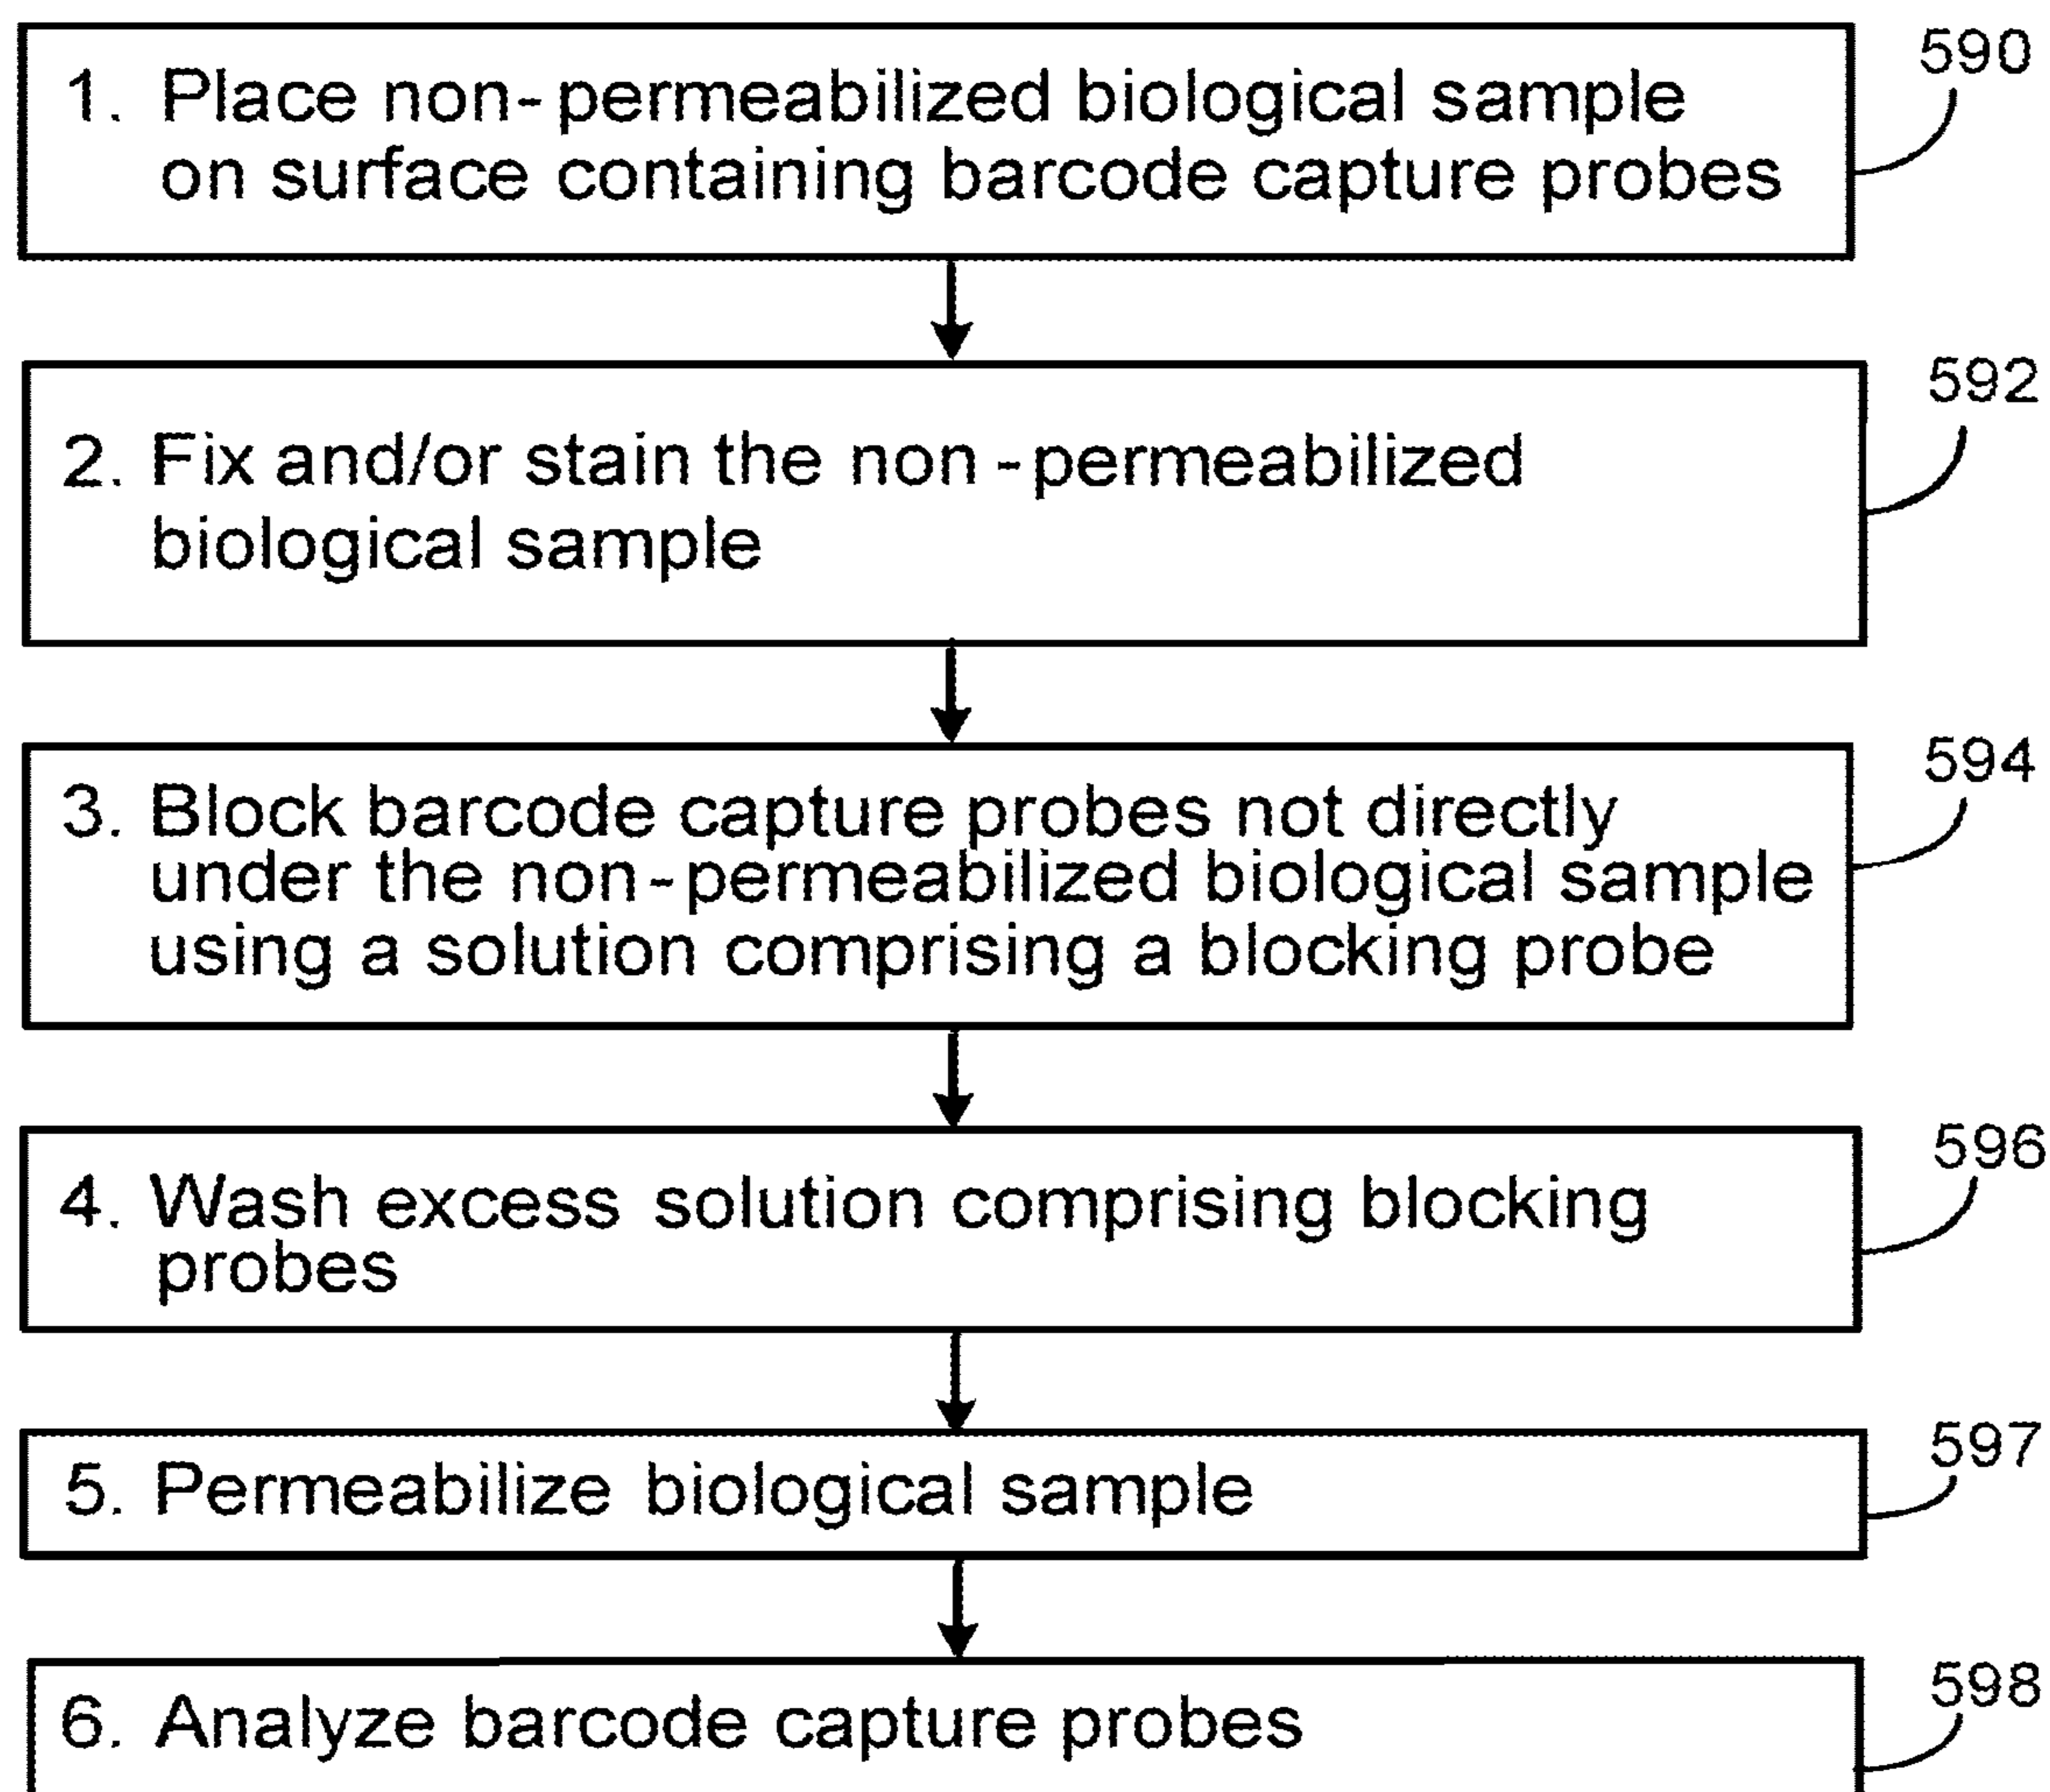 590
1. Place non-permeabilized biological sample
on surface containing barcode capture probes
592
2. Fix and/or stain the non-permeabilized
biological sample
594
3. Block barcode capture probes not directly
under the non-permeabilized biological sample
using a solution comprising a blocking probe
596
4. Wash excess solution comprising blocking
probes
597
5. Permeabilize biological sample
598
6. Analyze barcode capture probes